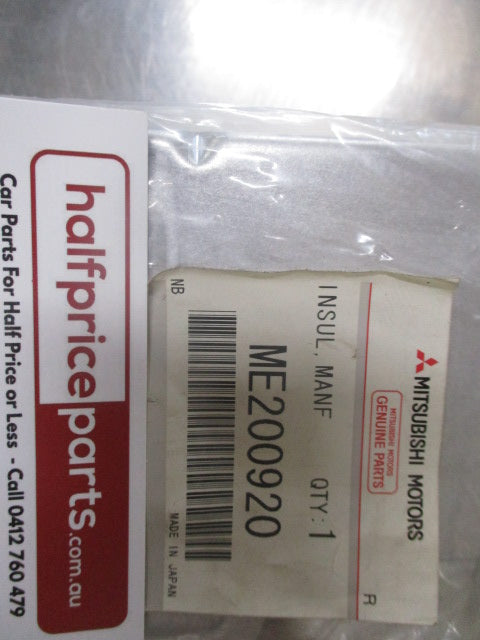 MITSUBISHI MOTORS
MITSUBISHI MOTORS
GENUINE PARTS
R
INSUL, MANF QTY: 1
ME200920
NB MADE IN JAPAN
halfpriceparts.com.au
Car Parts For Half Price or Less - Call 0412 760 479